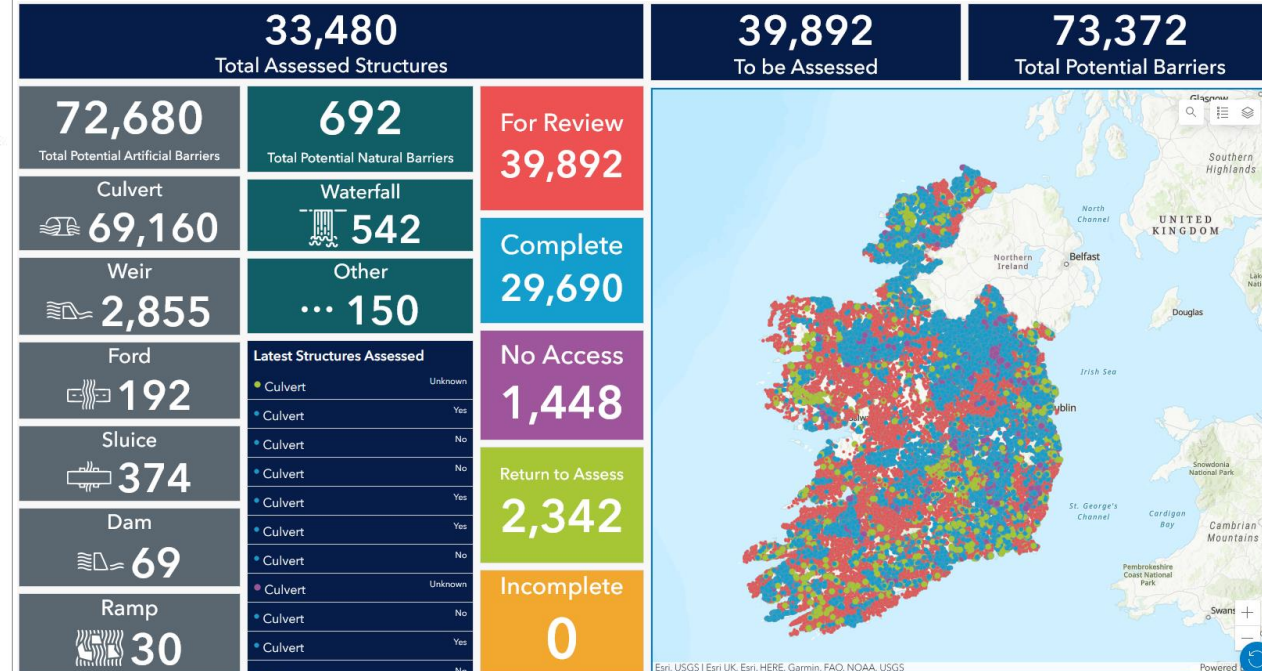 33,480
Total Assessed Structures
39,892
To be Assessed
73,372
Total Potential Barriers
72,680
Total Potential Artificial Barriers
Culvert
69,160
Weir
2,855
Ford
192
Sluice
374
Dam
69
Ramp
30
692
Total Potential Natural Barriers
Waterfall
542
Other
150
Latest Structures Assessed
Culvert Unknown
Culvert Yes
Culvert No
Culvert No
Culvert Yes
Culvert Yes
Culvert No
Culvert Unknown
Culvert No
Culvert Yes
No
For Review
39,892
Complete
29,690
No Access
1,448
Return to Assess
2,342
Incomplete
0
Glasgow
Southern
Highlands
North
Channel
UNITED
KINGDOM
Northern
Ireland
Belfast
Douglas
Irish Sea
ublin
Snowdonia
National Park
St. George's
Channel
Cardigan
Bay
Cambrian
Mountains
Pembrokeshire
Coast National
Park
Swans
Esri, USGS | Esri UK, Esri, HERE, Garmin, FAO, NOAA, USGS
Powered